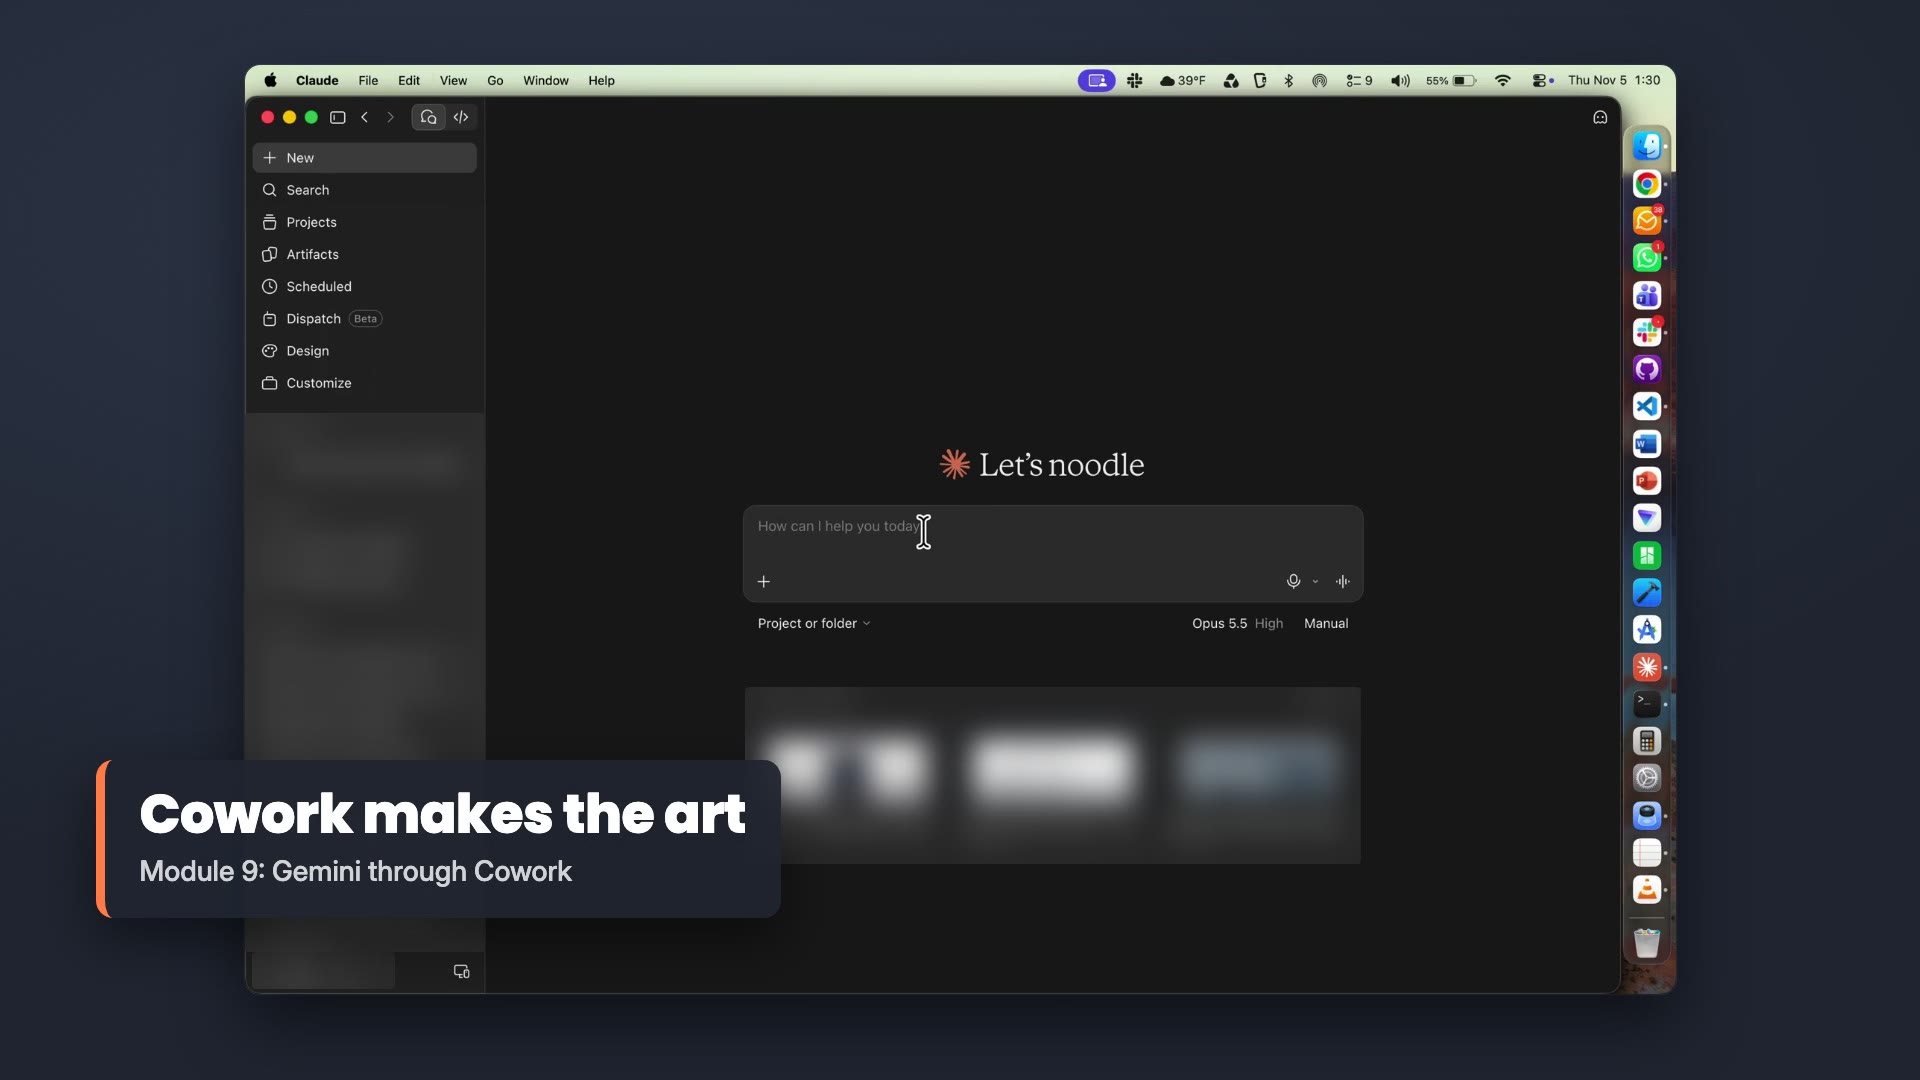 Claude File Edit View Go Window Help 39°F 9 55% Thu Nov 5 1:30
New
Search
Projects
Artifacts
Scheduled
Dispatch Beta
Design
Customize
Let's noodle
How can I help you today
Project or folder
Opus 5.5 High Manual
38
1
Cowork makes the art
Module 9: Gemini through Cowork